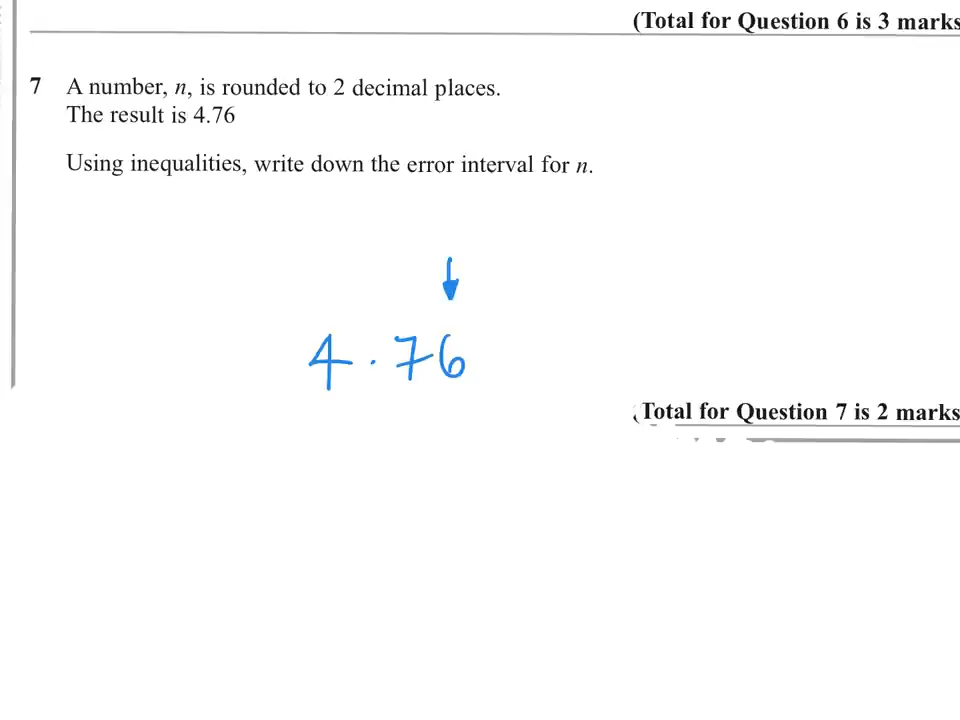 (Total for Question 6 is 3 marks
7 A number, n, is rounded to 2 decimal places.
The result is 4.76
Using inequalities, write down the error interval for n.
4.76
(Total for Question 7 is 2 marks